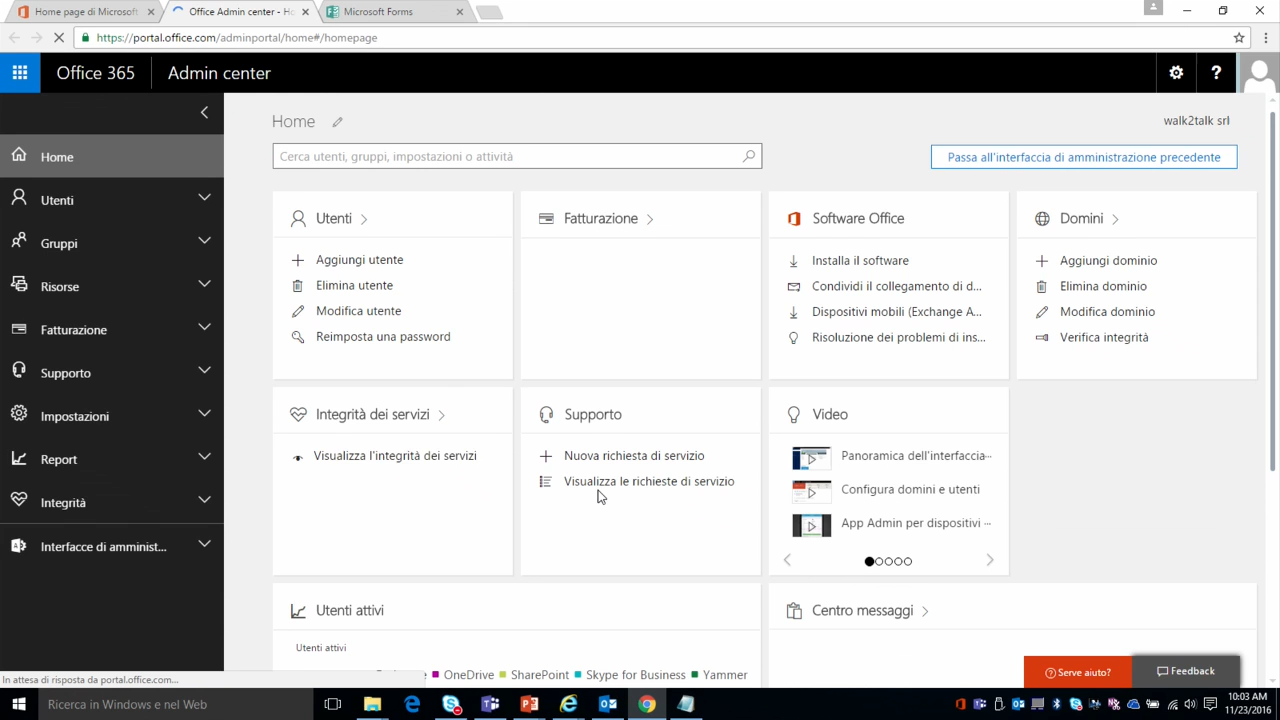 Home page di Microsoft
Office Admin center - Ho
Microsoft Forms
https://portal.office.com/adminportal/home#/homepage
Office 365
Admin center
?
Home
walk2talk srl
Cerca utenti, gruppi, impostazioni o attività
Passa all'interfaccia di amministrazione precedente
Home
Utenti
Gruppi
Risorse
Fatturazione
Supporto
Impostazioni
Report
Integrità
Interfacce di amminist...
Utenti
Aggiungi utente
Elimina utente
Modifica utente
Reimposta una password
Fatturazione
Software Office
Installa il software
Condividi il collegamento di d...
Dispositivi mobili (Exchange A...
Risoluzione dei problemi di ins...
Domini
Aggiungi dominio
Elimina dominio
Modifica dominio
Verifica integrità
Integrità dei servizi
Visualizza l'integrità dei servizi
Supporto
Nuova richiesta di servizio
Visualizza le richieste di servizio
Video
Panoramica dell'interfaccia...
Configura domini e utenti
App Admin per dispositivi ...
Utenti attivi
Utenti attivi
OneDrive SharePoint Skype for Business Yammer
Centro messaggi
Serve aiuto?
Feedback
In attesa di risposta da portal.office.com...
Ricerca in Windows e nel Web
10:03 AM
11/23/2016